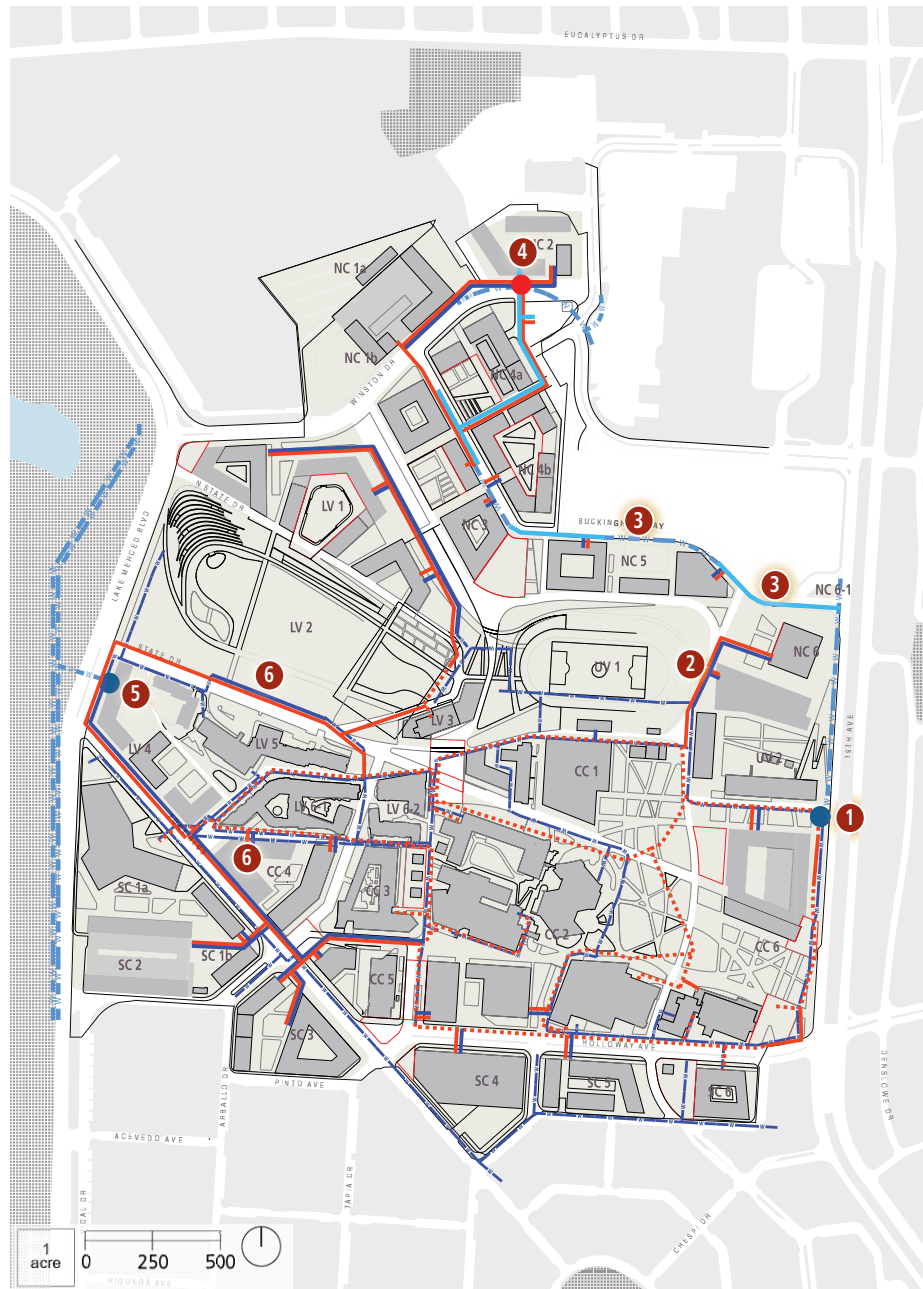 EUCALYPTUS DR
4
NC 2
NC 1a
NC 1b
WINSTON DR
NC 4a
NC 4b
N STATE DR
LV 1
NC 3
BUCKINGHAM WAY
3
NC 5
3
NC 6-1
LAKE MERCED BLVD
LV 2
UV 1
2
NC 6
STATE DR
6
5
LV 3
19TH AVE
LV 4
LV 5
CC 1
UV 2
LV 6-1
LV 6-2
1
6
CC 4
CC 3
SC 1a
CC 2
CC 6
SC 1b
SC 2
CC 5
SC 3
HOLLOWAY AVE
PINTO AVE
SC 4
SC 5
SC 6
DENSLOWE DR
ARBALLO DR
ACEVEDO AVE
TAPIA DR
CRESPI DR
1
acre
0 250 500
HIGUERA AVE